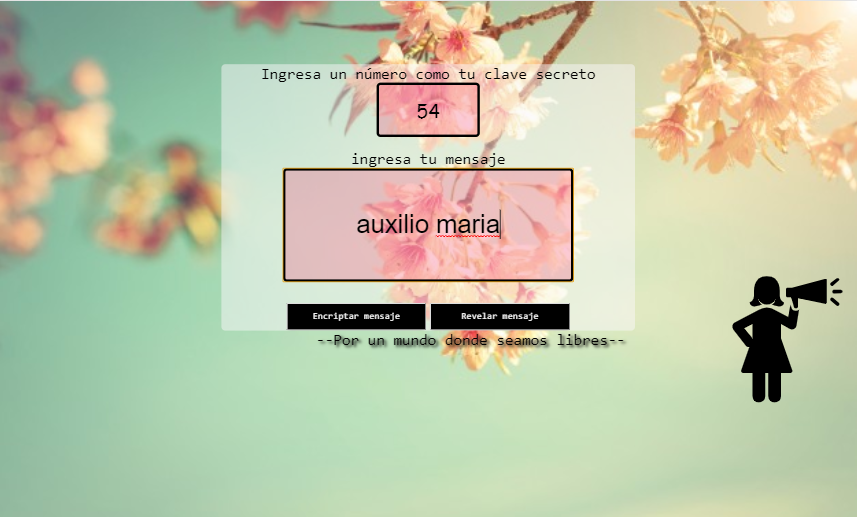 Ingresa un número como tu clave secreto
54
ingresa tu mensaje
auxilio maria
Encriptar mensaje Revelar mensaje
--Por un mundo donde seamos libres--